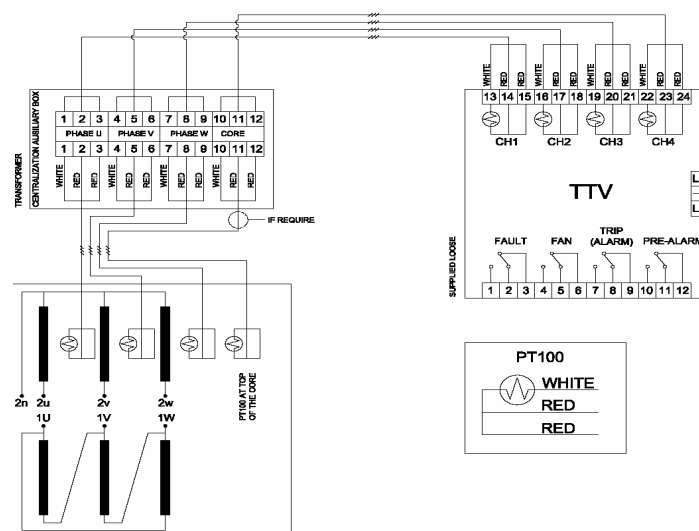 WHITE RED RED WHITE RED RED WHITE RED RED WHITE RED RED
13 14 15 16 17 18 19 20 21 22 23 24
CH1 CH2 CH3 CH4
TTV
L
L
FAULT FAN TRIP (ALARM) PRE-ALARM
1 2 3 4 5 6 7 8 9 10 11 12
SUPPLIED LOOSE
TRANSFORMER
CENTRALIZATION AUXILIARY BOX
1 2 3 4 5 6 7 8 9 10 11 12
PHASE U PHASE V PHASE W CORE
1 2 3 4 5 6 7 8 9 10 11 12
WHITE RED RED WHITE RED RED WHITE RED RED WHITE RED RED
IF REQUIRE
PT100 AT TOP
OF THE CORE
2n 2u 2v 2w
1U 1V 1W
PT100
WHITE
RED
RED